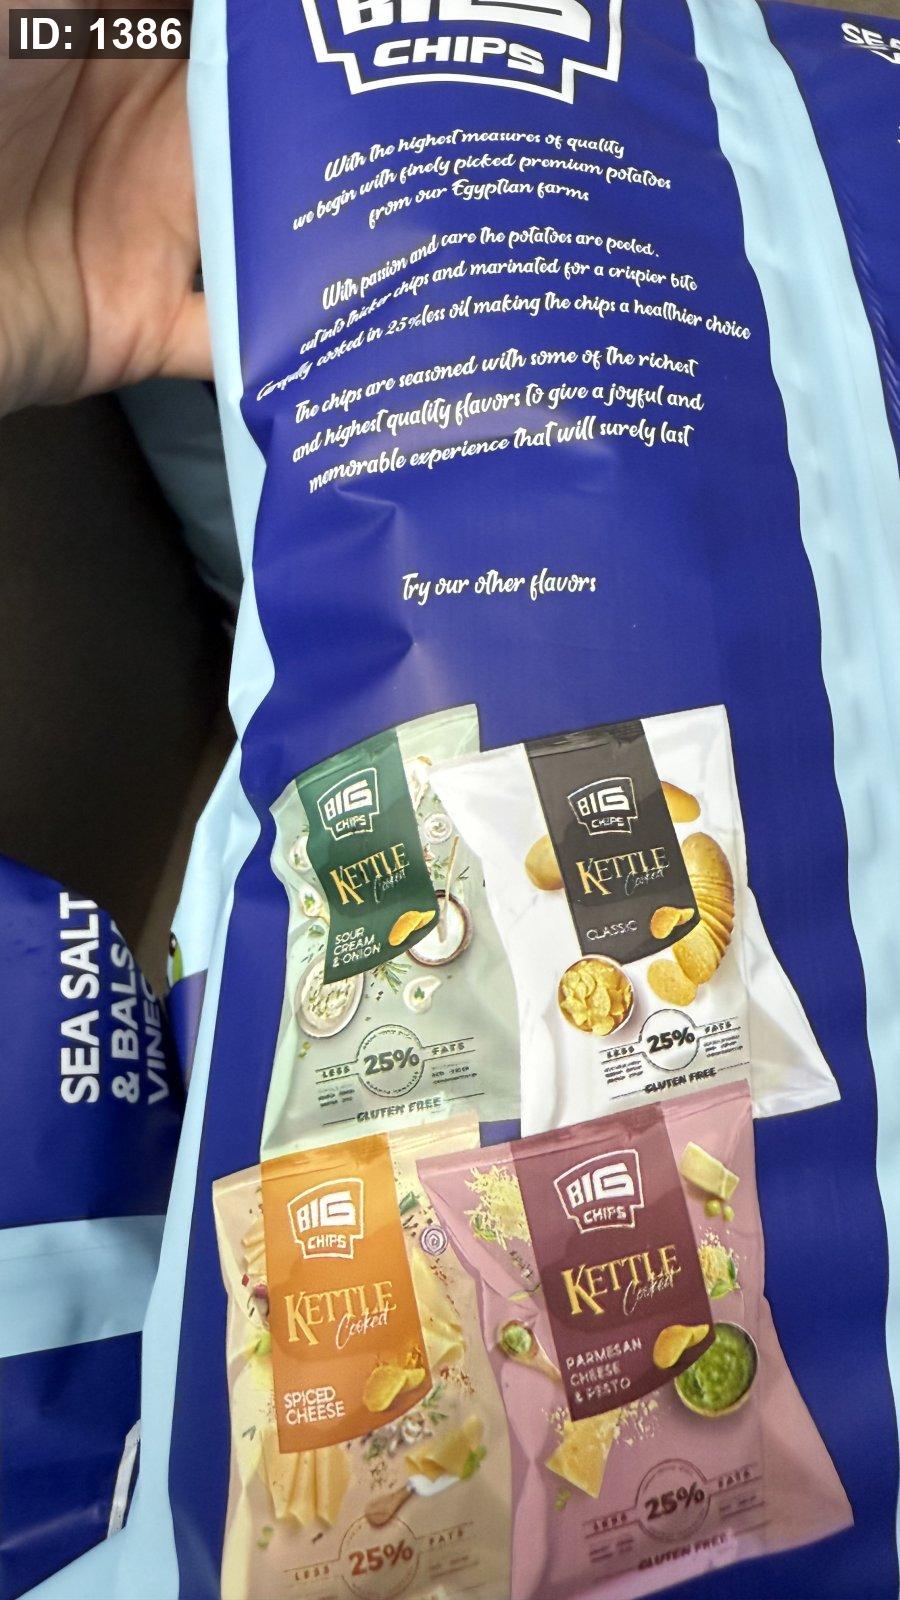 ID: 1386
BIG
CHIPS
SEA
With the highest measures of quality
we begin with finely picked premium potatoes
from our Egyptian farms
With passion and care the potatoes are peeled,
cut into thicker chips and marinated for a crispier bite
Carefully cooked in 25% less oil making the chips a healthier choice
The chips are seasoned with some of the richest
and highest quality flavors to give a joyful and
memorable experience that will surely last
Try our other flavors
BIG
CHIPS
KETTLE
Cooked
SOUR
CREAM
& ONION
LESS 25% FATS
GLUTEN FREE
BIG
CHIPS
KETTLE
Cooked
CLASSIC
LESS 25% FATS
GLUTEN FREE
SEA SALT
& BALS
VINE
BIG
CHIPS
KETTLE
Cooked
SPICED
CHEESE
LESS 25% FATS
BIG
CHIPS
KETTLE
Cooked
PARMESAN
CHEESE
& PESTO
LESS 25% FATS
GLUTEN FREE